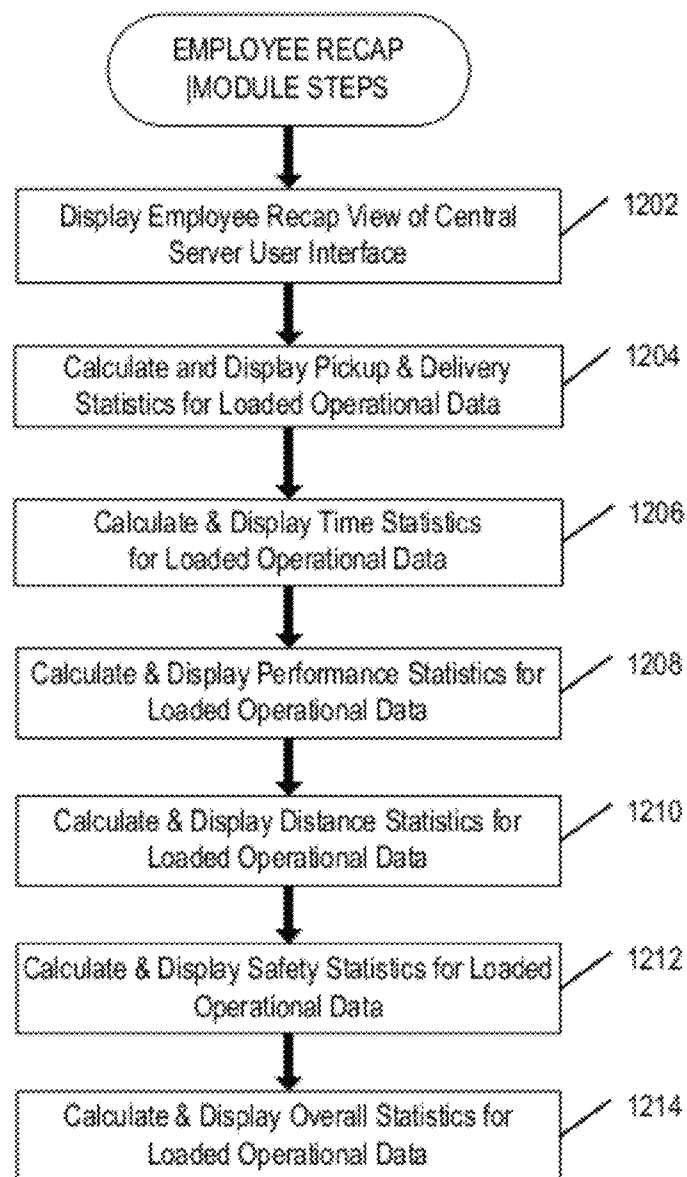 EMPLOYEE RECAP
|MODULE STEPS
Display Employee Recap View of Central
Server User Interface
1202
Calculate and Display Pickup & Delivery
Statistics for Loaded Operational Data
1204
Calculate & Display Time Statistics
for Loaded Operational Data
1206
Calculate & Display Performance Statistics for
Loaded Operational Data
1208
Calculate & Display Distance Statistics for
Loaded Operational Data
1210
Calculate & Display Safety Statistics for Loaded
Operational Data
1212
Calculate & Display Overall Statistics for
Loaded Operational Data
1214